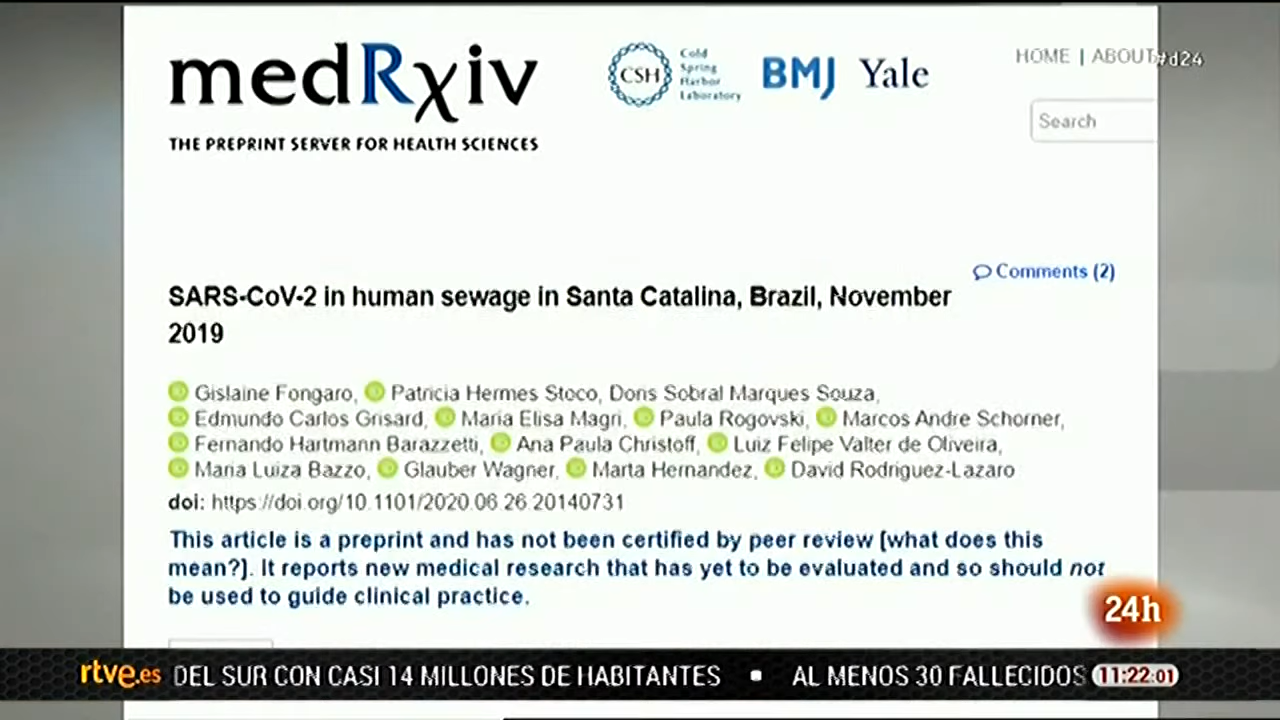 medRχiv
THE PREPRINT SERVER FOR HEALTH SCIENCES
CSH
Cold
Spring
Harbor
Laboratory
BMJ
Yale
HOME | ABOUT
#d24
Search
Comments (2)
SARS-CoV-2 in human sewage in Santa Catalina, Brazil, November
2019
Gislaine Fongaro, Patricia Hermes Stoco, Doris Sobral Marques Souza,
Edmundo Carlos Grisard, Maria Elisa Magri, Paula Rogovski, Marcos Andre Schorner,
Fernando Hartmann Barazzetti, Ana Paula Christoff, Luiz Felipe Valter de Oliveira,
Maria Luiza Bazzo, Glauber Wagner, Marta Hernandez, David Rodriguez-Lazaro
doi: https://doi.org/10.1101/2020.06.26.20140731
This article is a preprint and has not been certified by peer review [what does this
mean?]. It reports new medical research that has yet to be evaluated and so should not
be used to guide clinical practice.
24h
rtve.es DEL SUR CON CASI 14 MILLONES DE HABITANTES • AL MENOS 30 FALLECIDOS 11:22:01